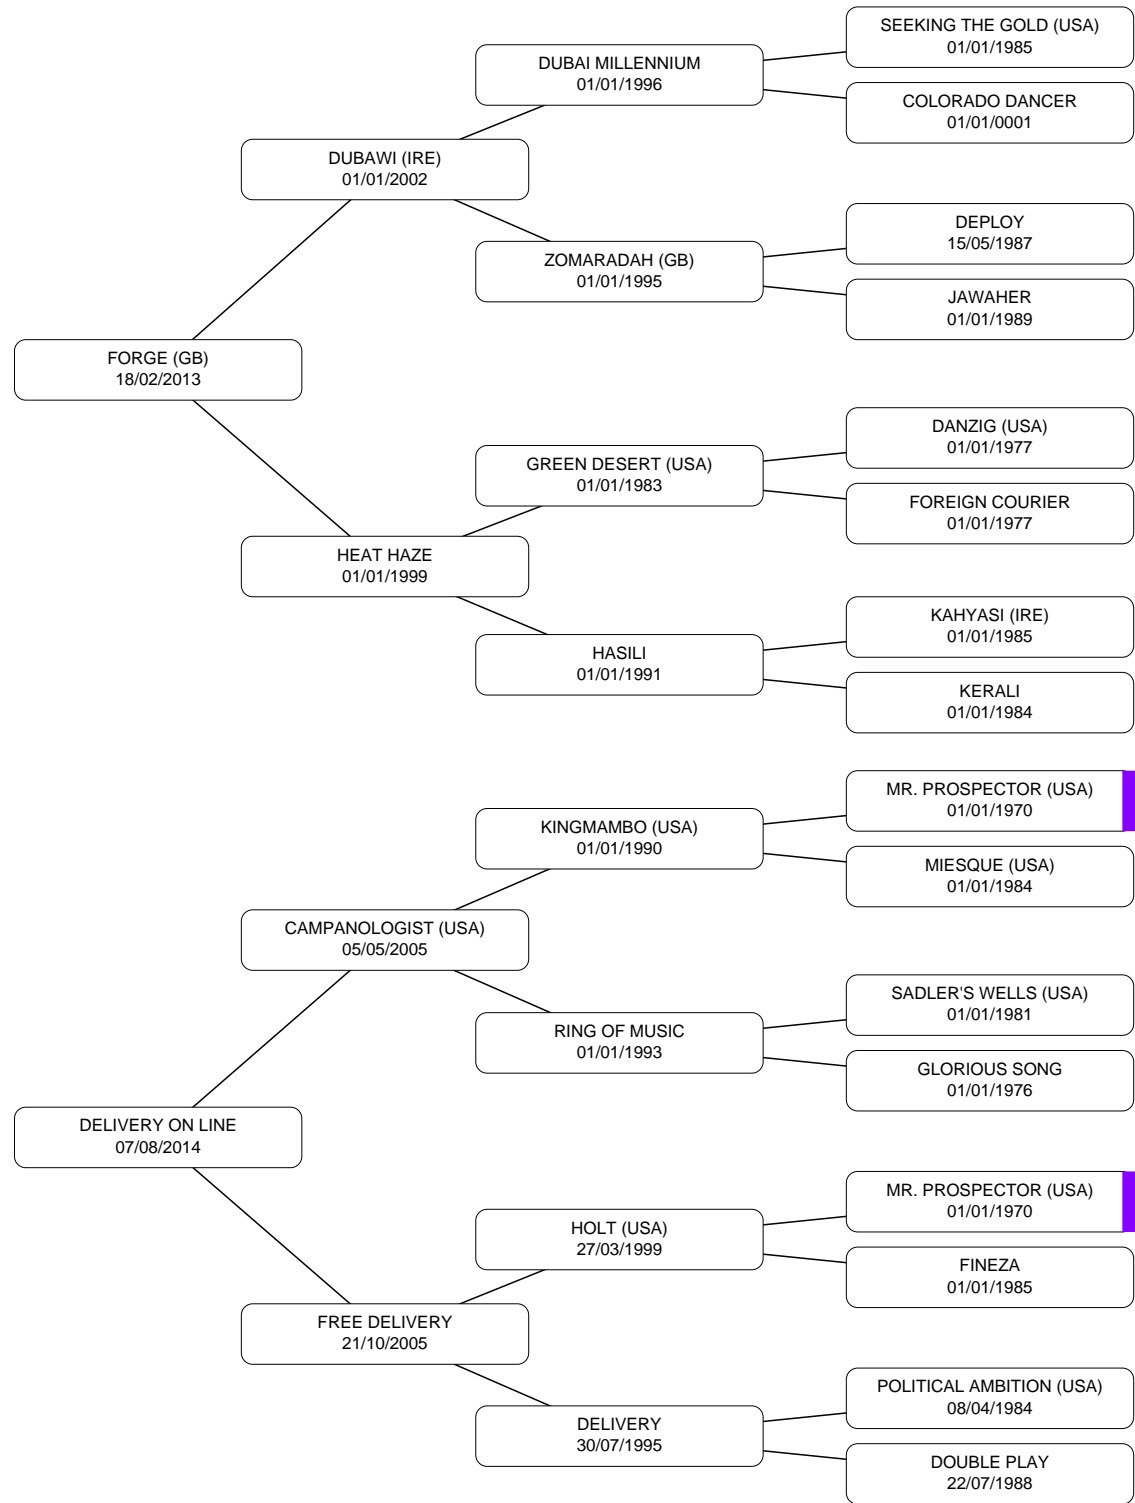 SEEKING THE GOLD (USA)
01/01/1985
DUBAI MILLENNIUM
01/01/1996
COLORADO DANCER
01/01/0001
DUBAWI (IRE)
01/01/2002
DEPLOY
15/05/1987
ZOMARADAH (GB)
01/01/1995
JAWAHER
01/01/1989
FORGE (GB)
18/02/2013
DANZIG (USA)
01/01/1977
GREEN DESERT (USA)
01/01/1983
FOREIGN COURIER
01/01/1977
HEAT HAZE
01/01/1999
KAHYASI (IRE)
01/01/1985
HASILI
01/01/1991
KERALI
01/01/1984
MR. PROSPECTOR (USA)
01/01/1970
KINGMAMBO (USA)
01/01/1990
MIESQUE (USA)
01/01/1984
CAMPANOLOGIST (USA)
05/05/2005
SADLER'S WELLS (USA)
01/01/1981
RING OF MUSIC
01/01/1993
GLORIOUS SONG
01/01/1976
DELIVERY ON LINE
07/08/2014
MR. PROSPECTOR (USA)
01/01/1970
HOLT (USA)
27/03/1999
FINEZA
01/01/1985
FREE DELIVERY
21/10/2005
POLITICAL AMBITION (USA)
08/04/1984
DELIVERY
30/07/1995
DOUBLE PLAY
22/07/1988